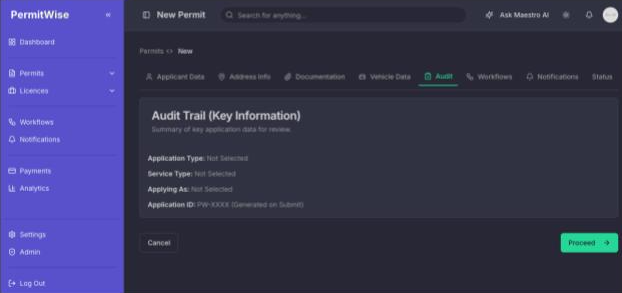 PermitWise «
Dashboard
Permits
Licences
Workflows
Notifications
Payments
Analytics
Settings
Admin
Log Out
New Permit
Search for anything...
Ask Maestro AI
Permits <> New
Applicant Data Address Info Documentation Vehicle Data Audit Workflows Notifications Status
Audit Trail (Key Information)
Summary of key application data for review.
Application Type: Not Selected
Service Type: Not Selected
Applying As: Not Selected
Application ID: PW-XXXX (Generated on Submit)
Cancel
Proceed →